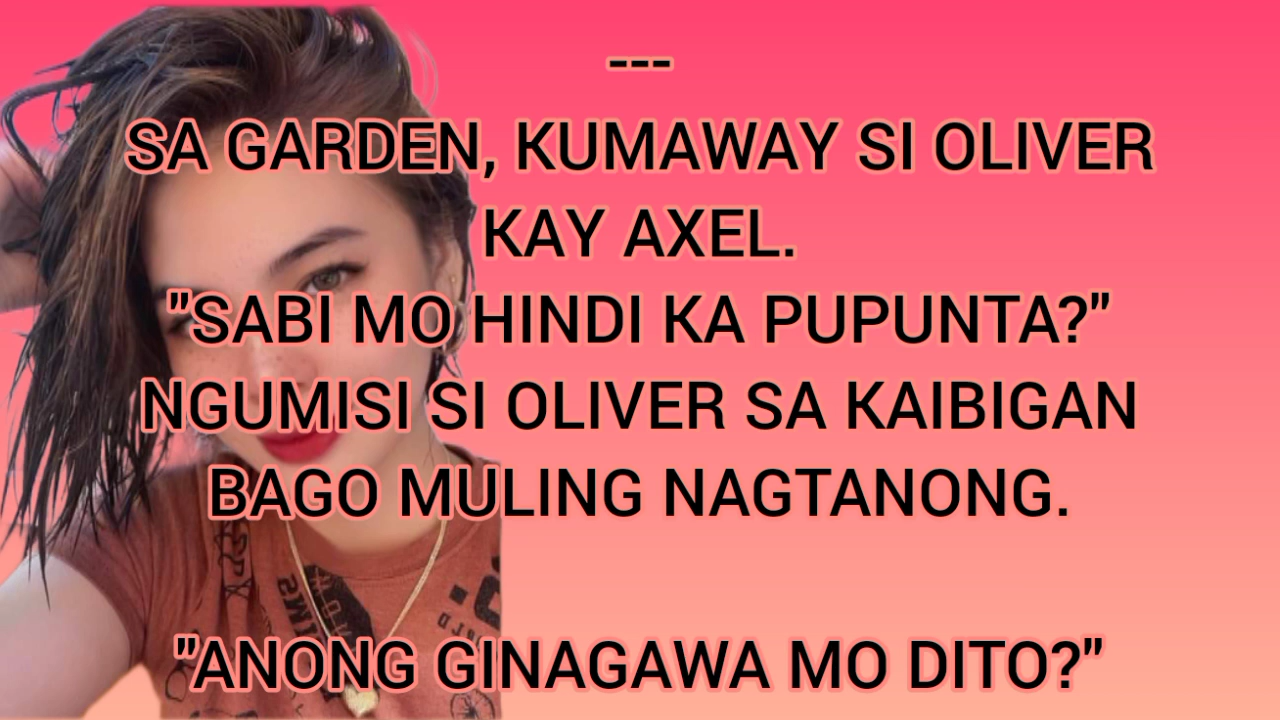 ---
SA GARDEN, KUMAWAY SI OLIVER
KAY AXEL.
"SABI MO HINDI KA PUPUNTA?"
NGUMISI SI OLIVER SA KAIBIGAN
BAGO MULING NAGTANONG.
"ANONG GINAGAWA MO DITO?"